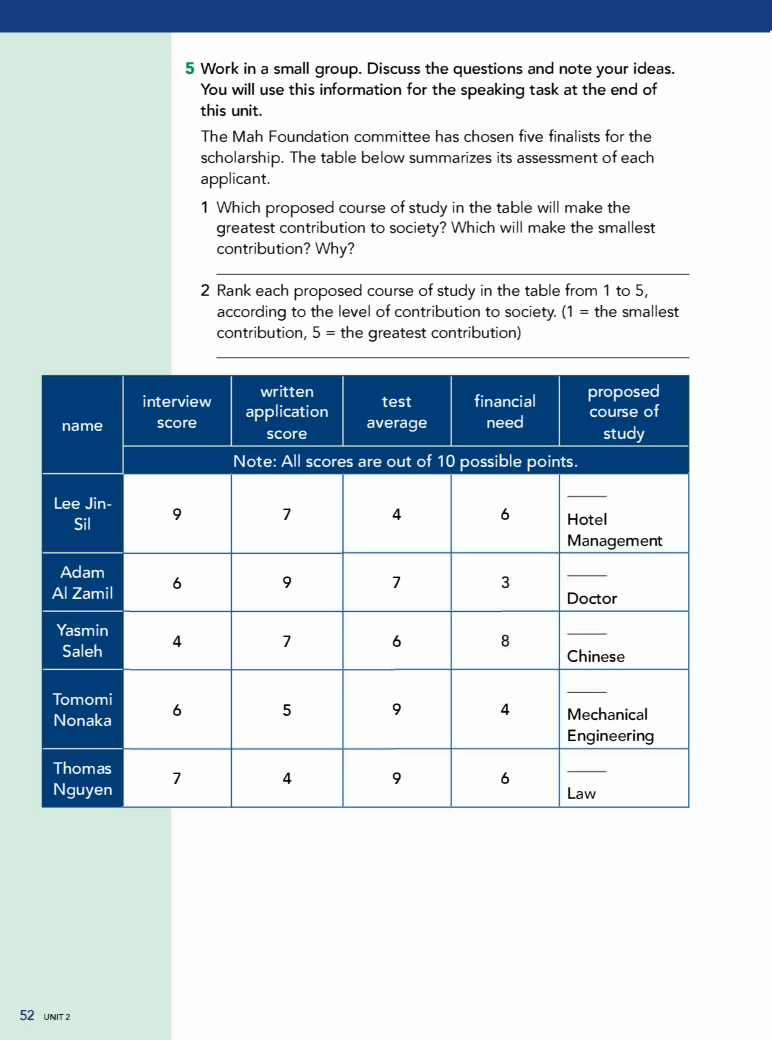 5 Work in a small group. Discuss the questions and note your ideas.
You will use this information for the speaking task at the end of
this unit.
The Mah Foundation committee has chosen five finalists for the
scholarship. The table below summarizes its assessment of each
applicant.
1 Which proposed course of study in the table will make the
greatest contribution to society? Which will make the smallest
contribution? Why?
2 Rank each proposed course of study in the table from 1 to 5,
according to the level of contribution to society. (1 = the smallest
contribution, 5 = the greatest contribution)
name
interview
score
written
application
score
test
average
financial
need
proposed
course of
study
Note: All scores are out of 10 possible points.
Lee Jin-
Sil
9
7
4
6
Hotel
Management
Adam
Al Zamil
6
9
7
3
Doctor
Yasmin
Saleh
4
7
6
8
Chinese
Tomomi
Nonaka
6
5
9
4
Mechanical
Engineering
Thomas
Nguyen
7
4
9
6
Law
52 UNIT 2